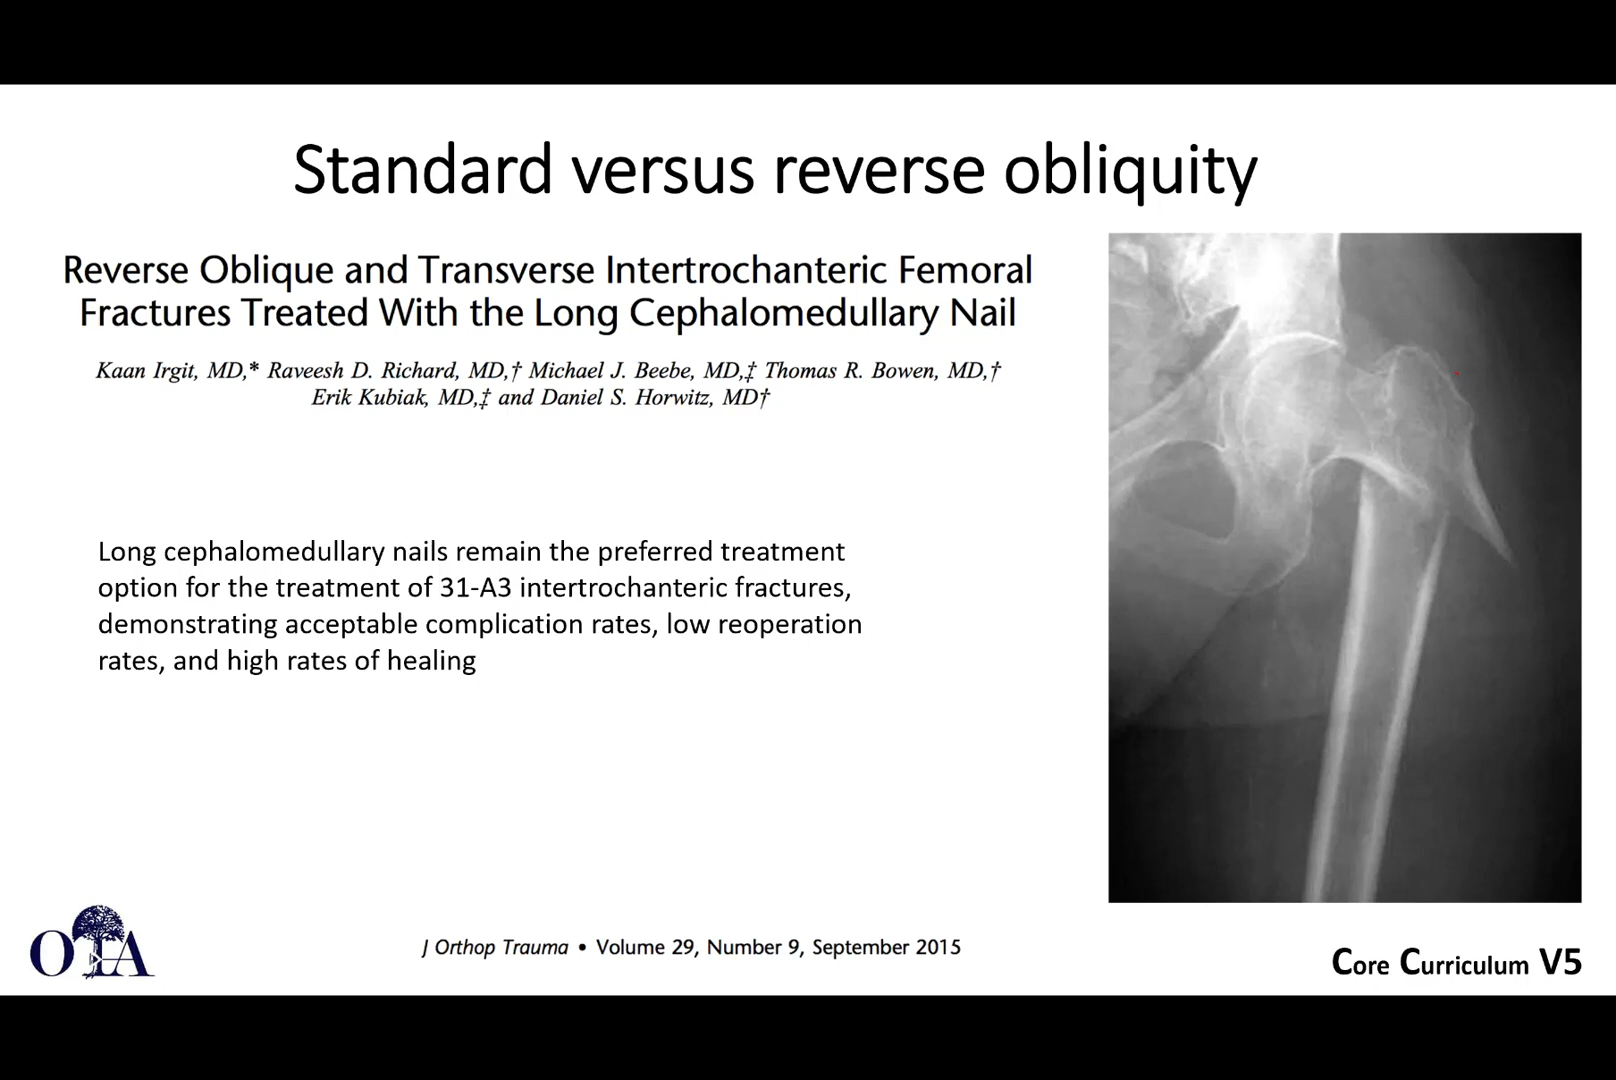 Standard versus reverse obliquity
Reverse Oblique and Transverse Intertrochanteric Femoral
Fractures Treated With the Long Cephalomedullary Nail
Kaan Irgit, MD,* Raveesh D. Richard, MD,† Michael J. Beebe, MD,‡ Thomas R. Bowen, MD,†
Erik Kubiak, MD,‡ and Daniel S. Horwitz, MD†
Long cephalomedullary nails remain the preferred treatment
option for the treatment of 31-A3 intertrochanteric fractures,
demonstrating acceptable complication rates, low reoperation
rates, and high rates of healing
OTA
J Orthop Trauma • Volume 29, Number 9, September 2015
Core Curriculum V5